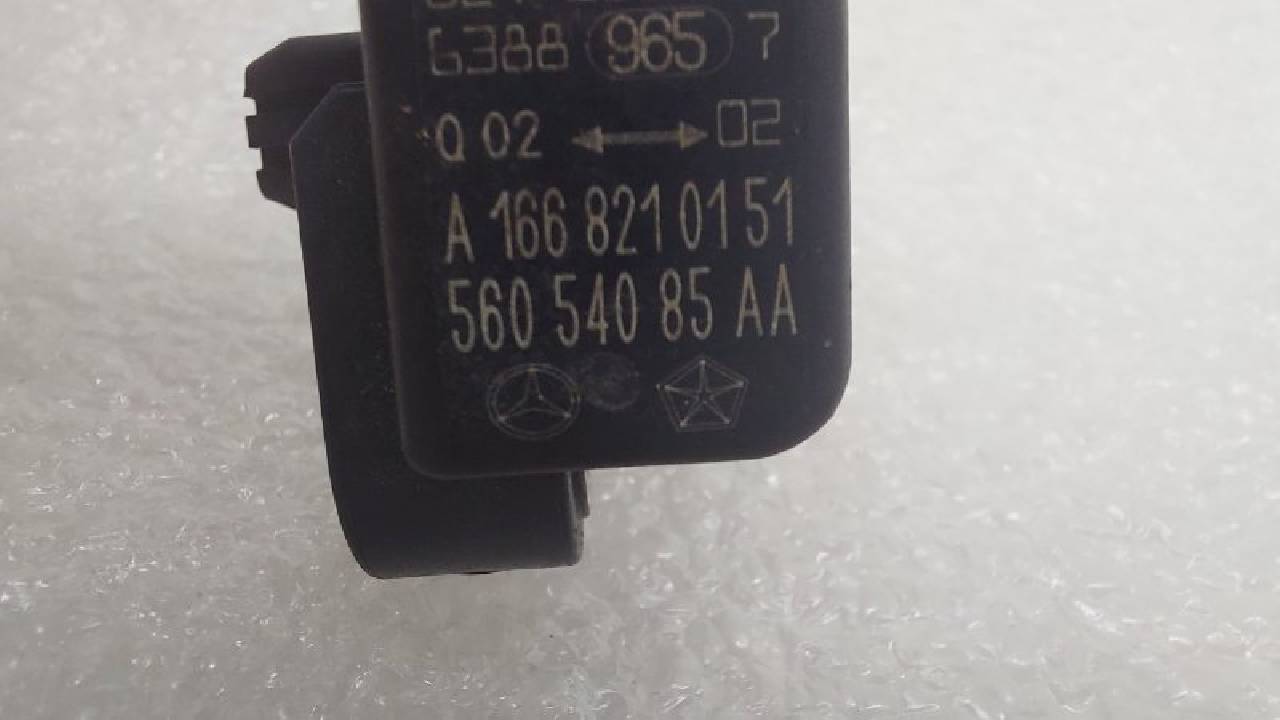 6388 965 7
Q 02 ↔ 02
A 166 821 01 51
560 540 85 AA